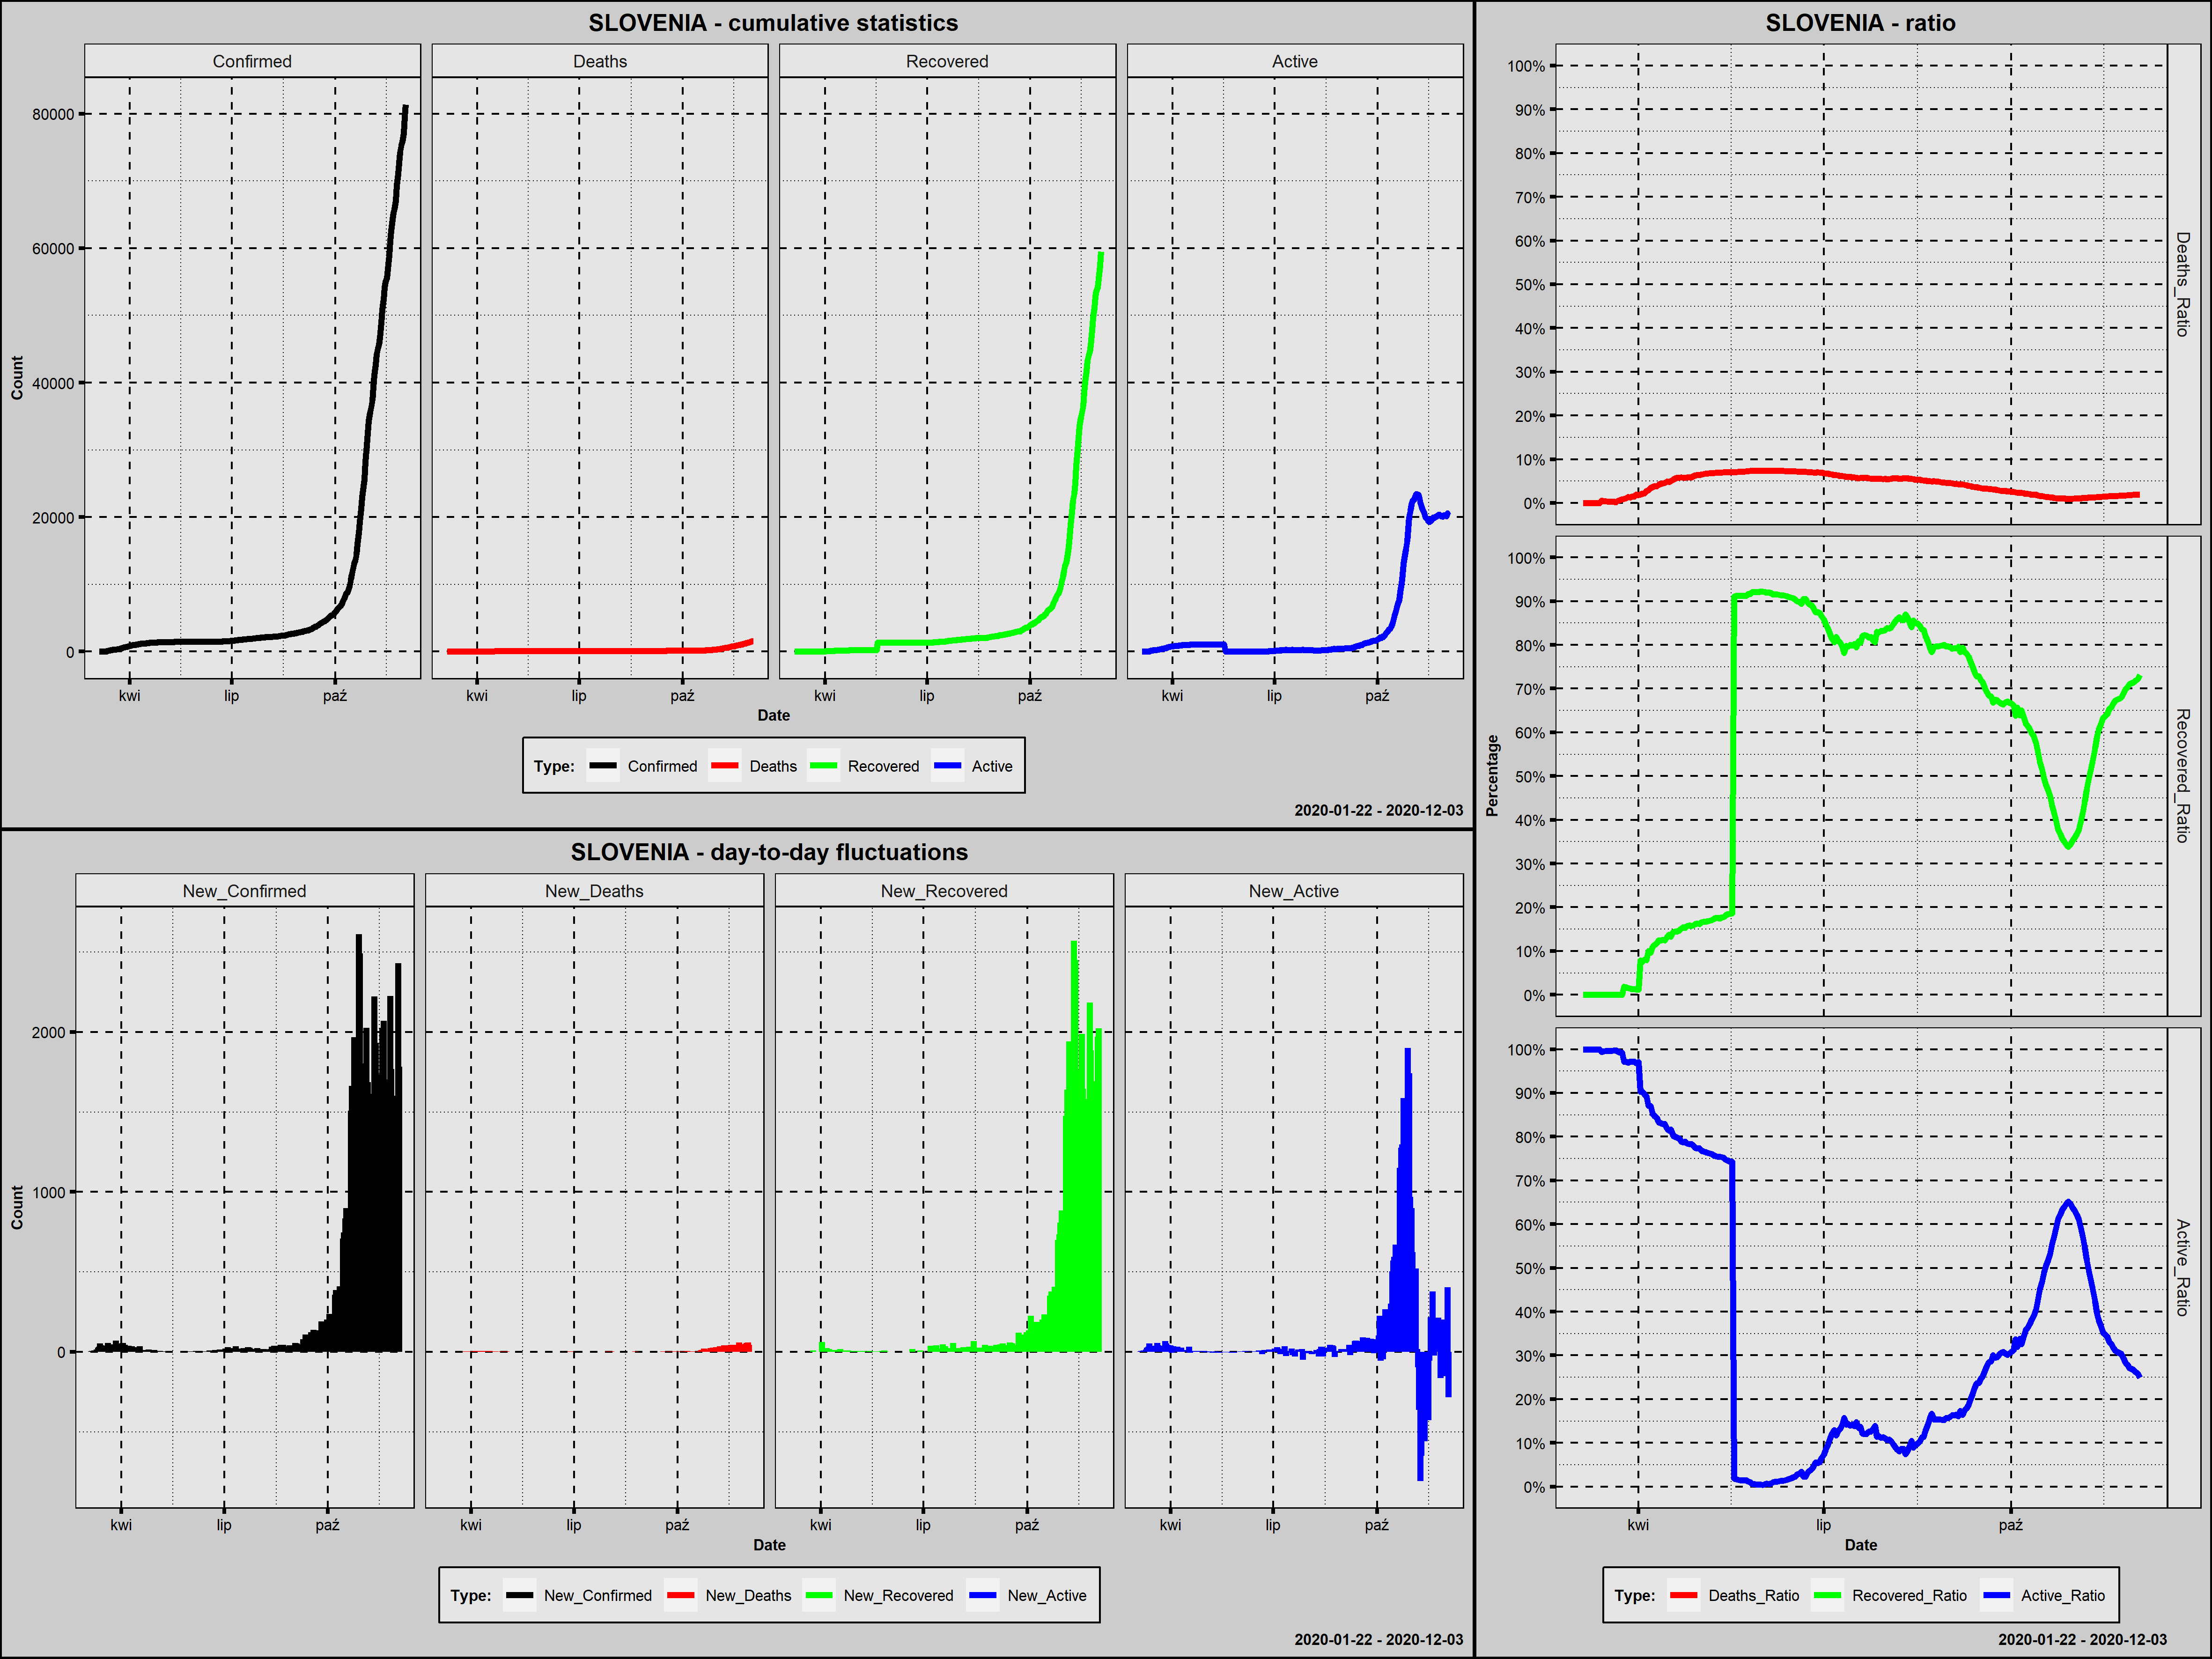 SLOVENIA - cumulative statistics
Confirmed Deaths Recovered Active
80000
60000
40000
20000
0
Count
kwi lip paź kwi lip paź kwi lip paź kwi lip paź
Date
Type: Confirmed Deaths Recovered Active
2020-01-22 - 2020-12-03
SLOVENIA - day-to-day fluctuations
New_Confirmed New_Deaths New_Recovered New_Active
2000
1000
0
Count
kwi lip paź kwi lip paź kwi lip paź kwi lip paź
Date
Type: New_Confirmed New_Deaths New_Recovered New_Active
2020-01-22 - 2020-12-03
SLOVENIA - ratio
100%
90%
80%
70%
60%
50%
40%
30%
20%
10%
0%
Deaths_Ratio
100%
90%
80%
70%
60%
50%
40%
30%
20%
10%
0%
Recovered_Ratio
Percentage
100%
90%
80%
70%
60%
50%
40%
30%
20%
10%
0%
Active_Ratio
kwi lip paź
Date
Type: Deaths_Ratio Recovered_Ratio Active_Ratio
2020-01-22 - 2020-12-03